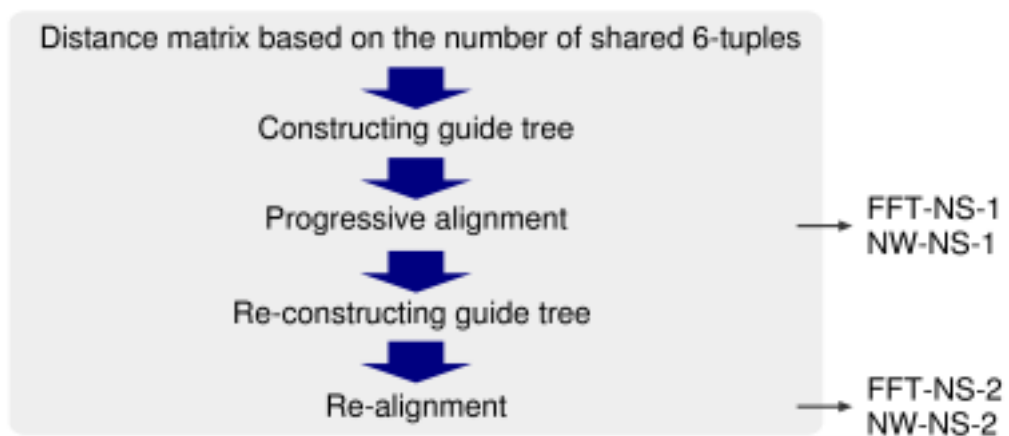 Distance matrix based on the number of shared 6-tuples
Constructing guide tree
Progressive alignment
FFT-NS-1
NW-NS-1
Re-constructing guide tree
Re-alignment
FFT-NS-2
NW-NS-2